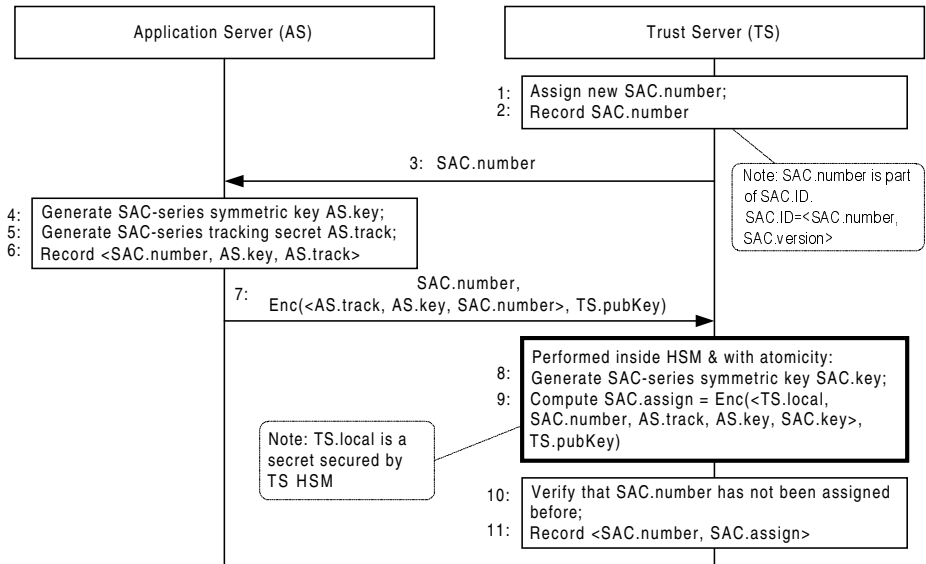 Application Server (AS)
Trust Server (TS)
1: Assign new SAC.number;
2: Record SAC.number
3: SAC.number
Note: SAC.number is part
of SAC.ID.
SAC.ID=<SAC.number,
SAC.version>
4: Generate SAC-series symmetric key AS.key;
5: Generate SAC-series tracking secret AS.track;
6: Record <SAC.number, AS.key, AS.track>
7: SAC.number,
Enc(<AS.track, AS.key, SAC.number>, TS.pubKey)
Performed inside HSM & with atomicity:
8: Generate SAC-series symmetric key SAC.key;
9: Compute SAC.assign = Enc(<TS.local,
SAC.number, AS.track, AS.key, SAC.key>,
TS.pubKey)
Note: TS.local is a
secret secured by
TS HSM
10: Verify that SAC.number has not been assigned
before;
11: Record <SAC.number, SAC.assign>